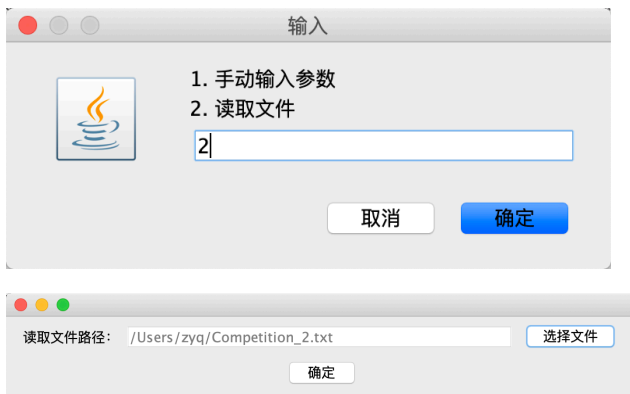 输入
1. 手动输入参数
2. 读取文件
2
取消 确定
读取文件路径: /Users/zyq/Competition_2.txt 选择文件
确定